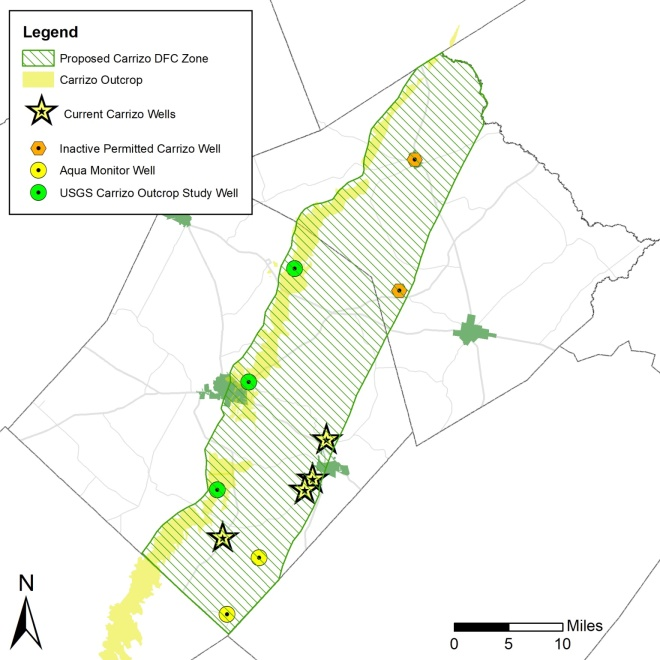 Legend
Proposed Carrizo DFC Zone
Carrizo Outcrop
Current Carrizo Wells
Inactive Permitted Carrizo Well
Aqua Monitor Well
USGS Carrizo Outcrop Study Well
N
Miles
0 5 10